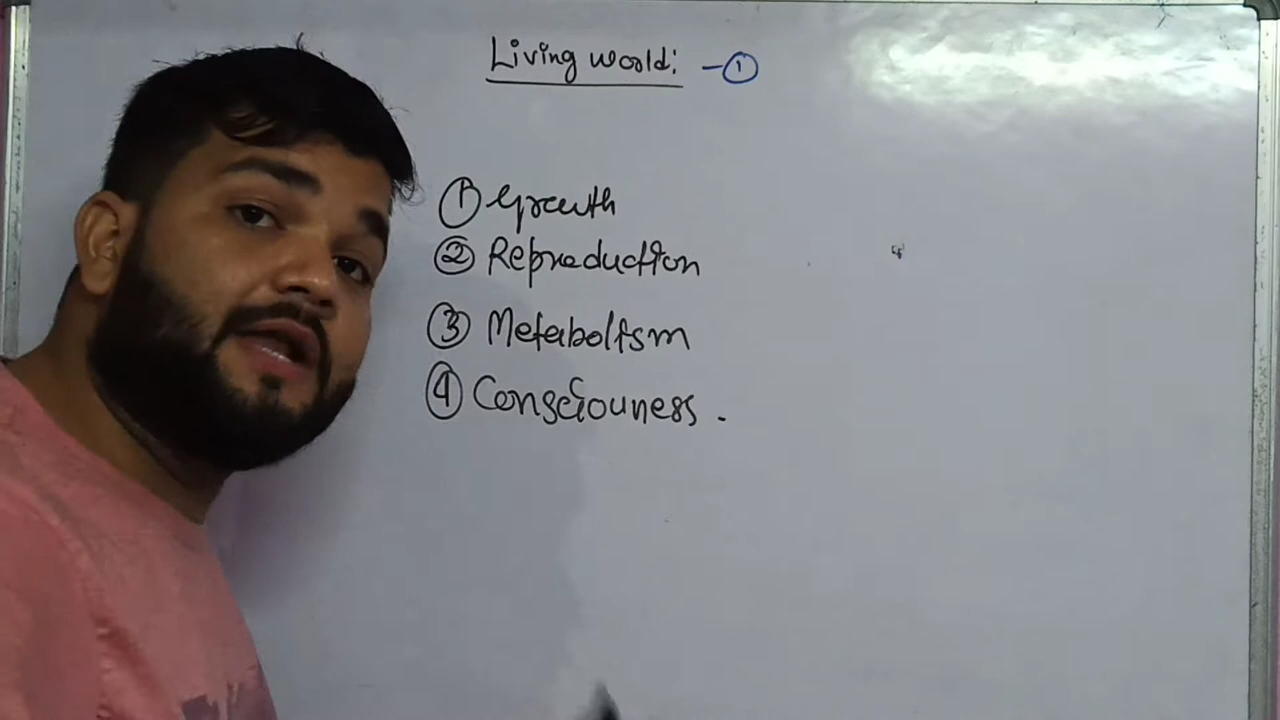 Living world: - ①
① Growth
② Reproduction
③ Metabolism
④ Consciouness.